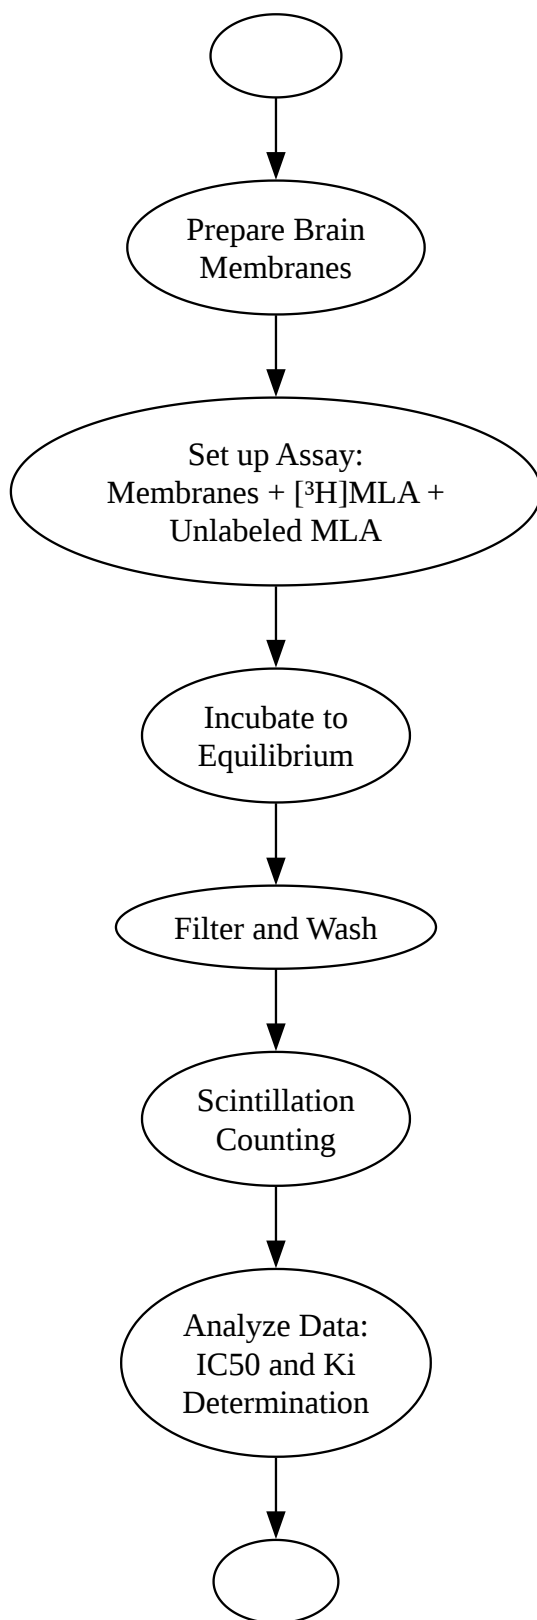 Prepare Brain
Membranes
Set up Assay:
Membranes + [³H]MLA +
Unlabeled MLA
Incubate to
Equilibrium
Filter and Wash
Scintillation
Counting
Analyze Data:
IC50 and Ki
Determination